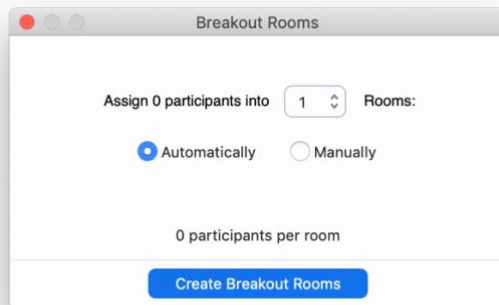 Breakout Rooms
Assign 0 participants into 1 Rooms:
Automatically Manually
0 participants per room
Create Breakout Rooms